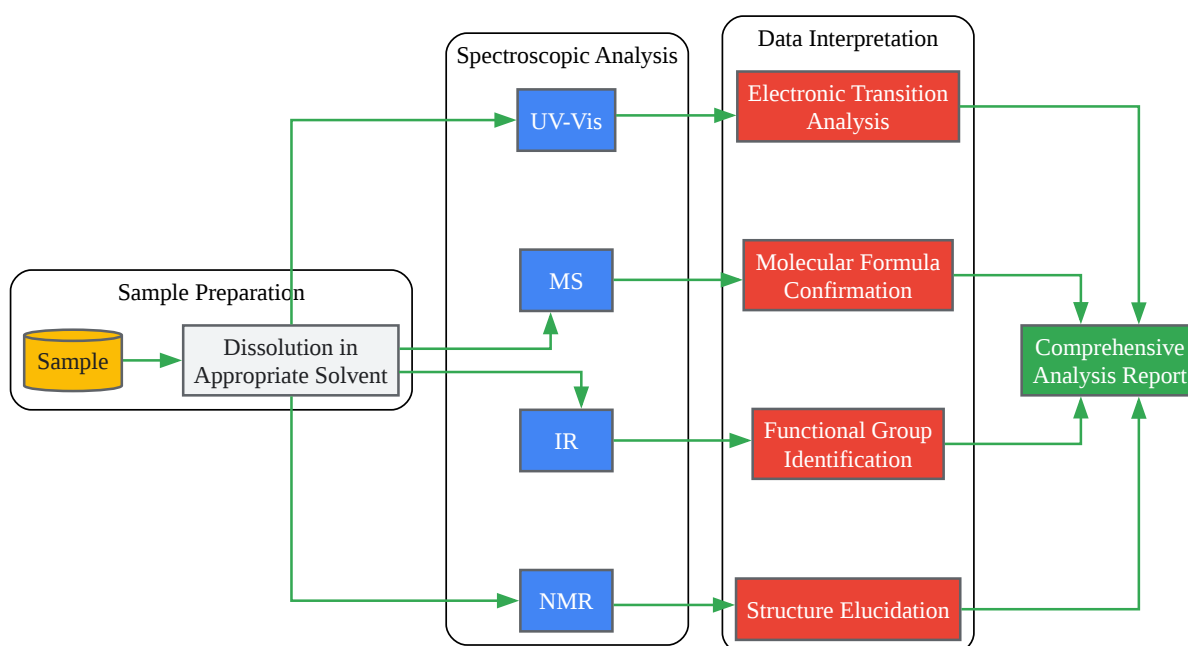 Sample Preparation
Sample
Dissolution in
Appropriate Solvent
Spectroscopic Analysis
UV-Vis
MS
IR
NMR
Data Interpretation
Electronic Transition
Analysis
Molecular Formula
Confirmation
Functional Group
Identification
Structure Elucidation
Comprehensive
Analysis Report